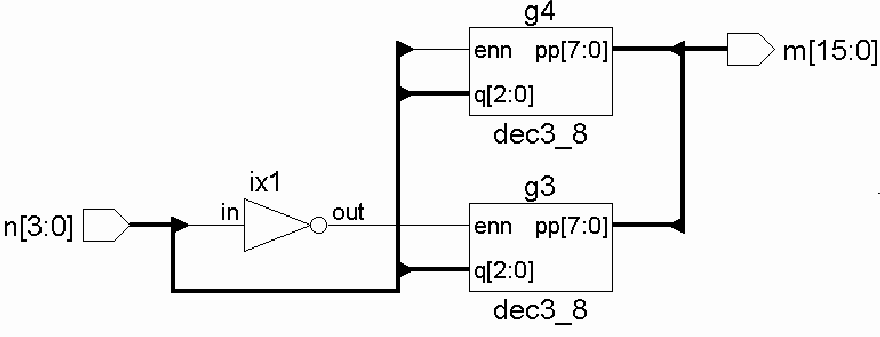 g4
enn pp[7:0]
q[2:0]
dec3_8
m[15:0]
ix1
n[3:0]
in
out
g3
enn pp[7:0]
q[2:0]
dec3_8